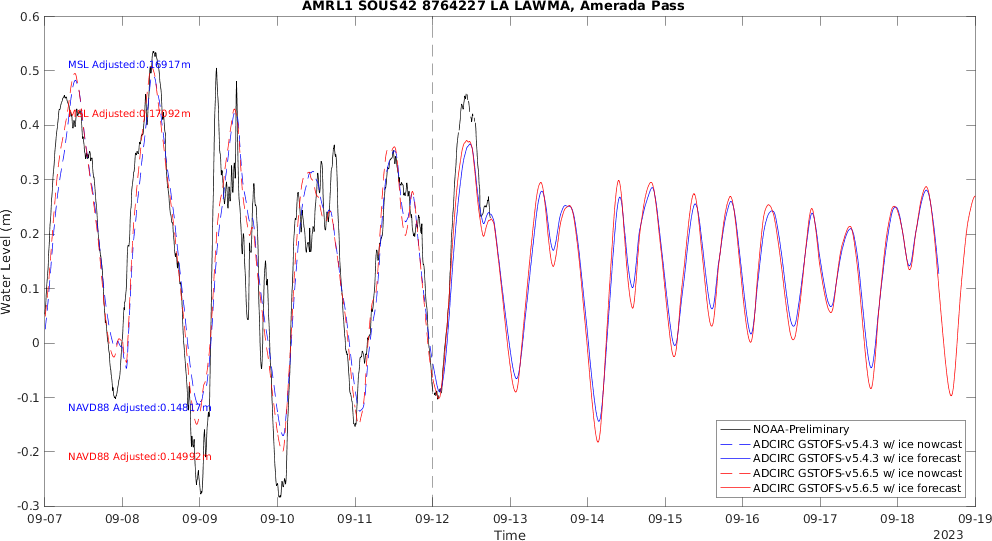 AMRL1 SOUS42 8764227 LA LAWMA, Amerada Pass
0.6
0.5
0.4
0.3
0.2
0.1
0
-0.1
-0.2
-0.3
Water Level (m)
MSL Adjusted:0.16917m
MSL Adjusted:0.17092m
NAVD88 Adjusted:0.14817m
NAVD88 Adjusted:0.14992m
NOAA-Preliminary
ADCIRC GSTOFS-v5.4.3 w/ ice nowcast
ADCIRC GSTOFS-v5.4.3 w/ ice forecast
ADCIRC GSTOFS-v5.6.5 w/ ice nowcast
ADCIRC GSTOFS-v5.6.5 w/ ice forecast
09-07 09-08 09-09 09-10 09-11 09-12 09-13 09-14 09-15 09-16 09-17 09-18 09-19
Time
2023